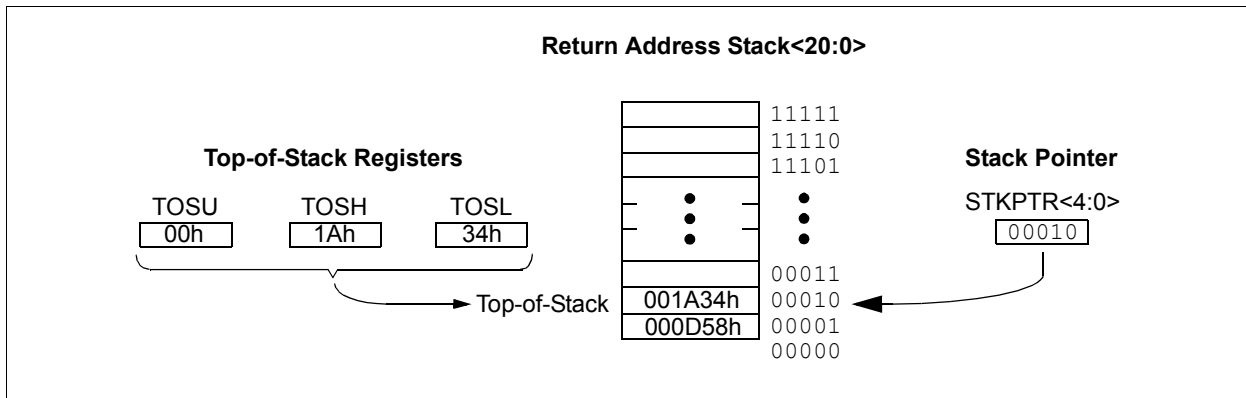 Return Address Stack<20:0>
11111
11110
11101
Top-of-Stack Registers
Stack Pointer
TOSU TOSH TOSL
STKPTR<4:0>
00h 1Ah 34h
00010
00011
Top-of-Stack 001A34h 00010
000D58h 00001
00000